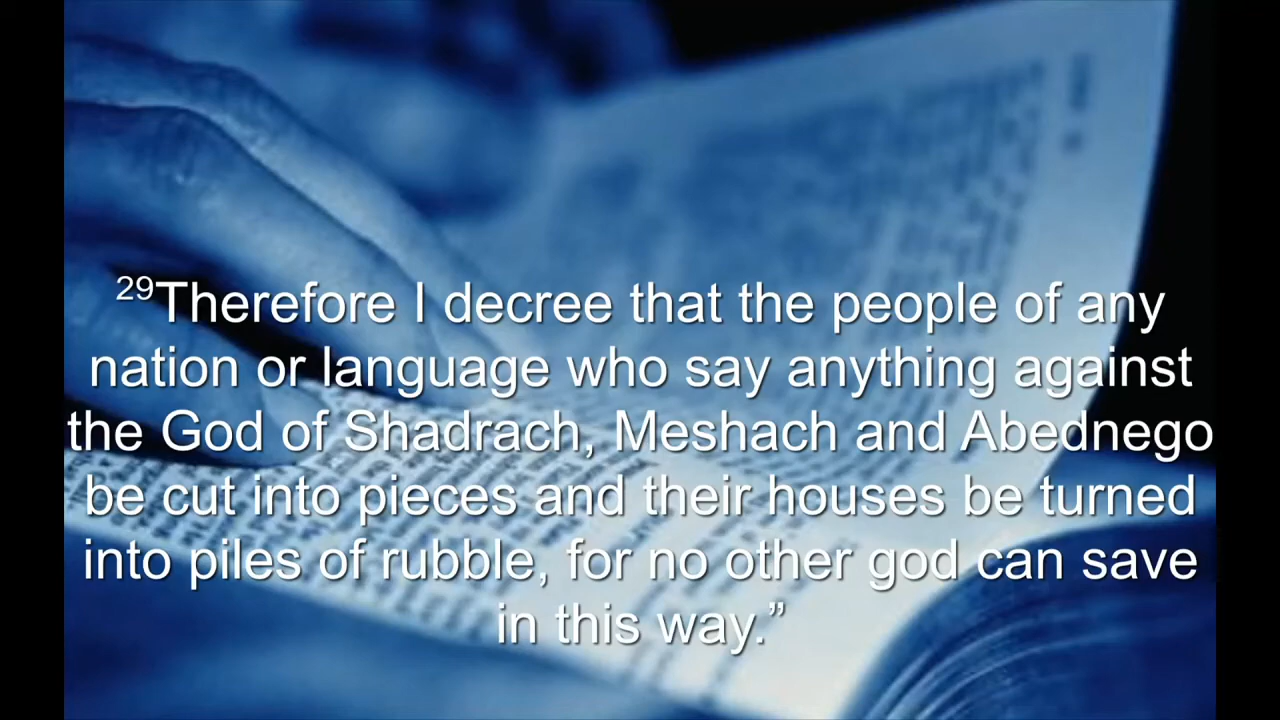 29Therefore I decree that the people of any
nation or language who say anything against
the God of Shadrach, Meshach and Abednego
be cut into pieces and their houses be turned
into piles of rubble, for no other god can save
in this way.”